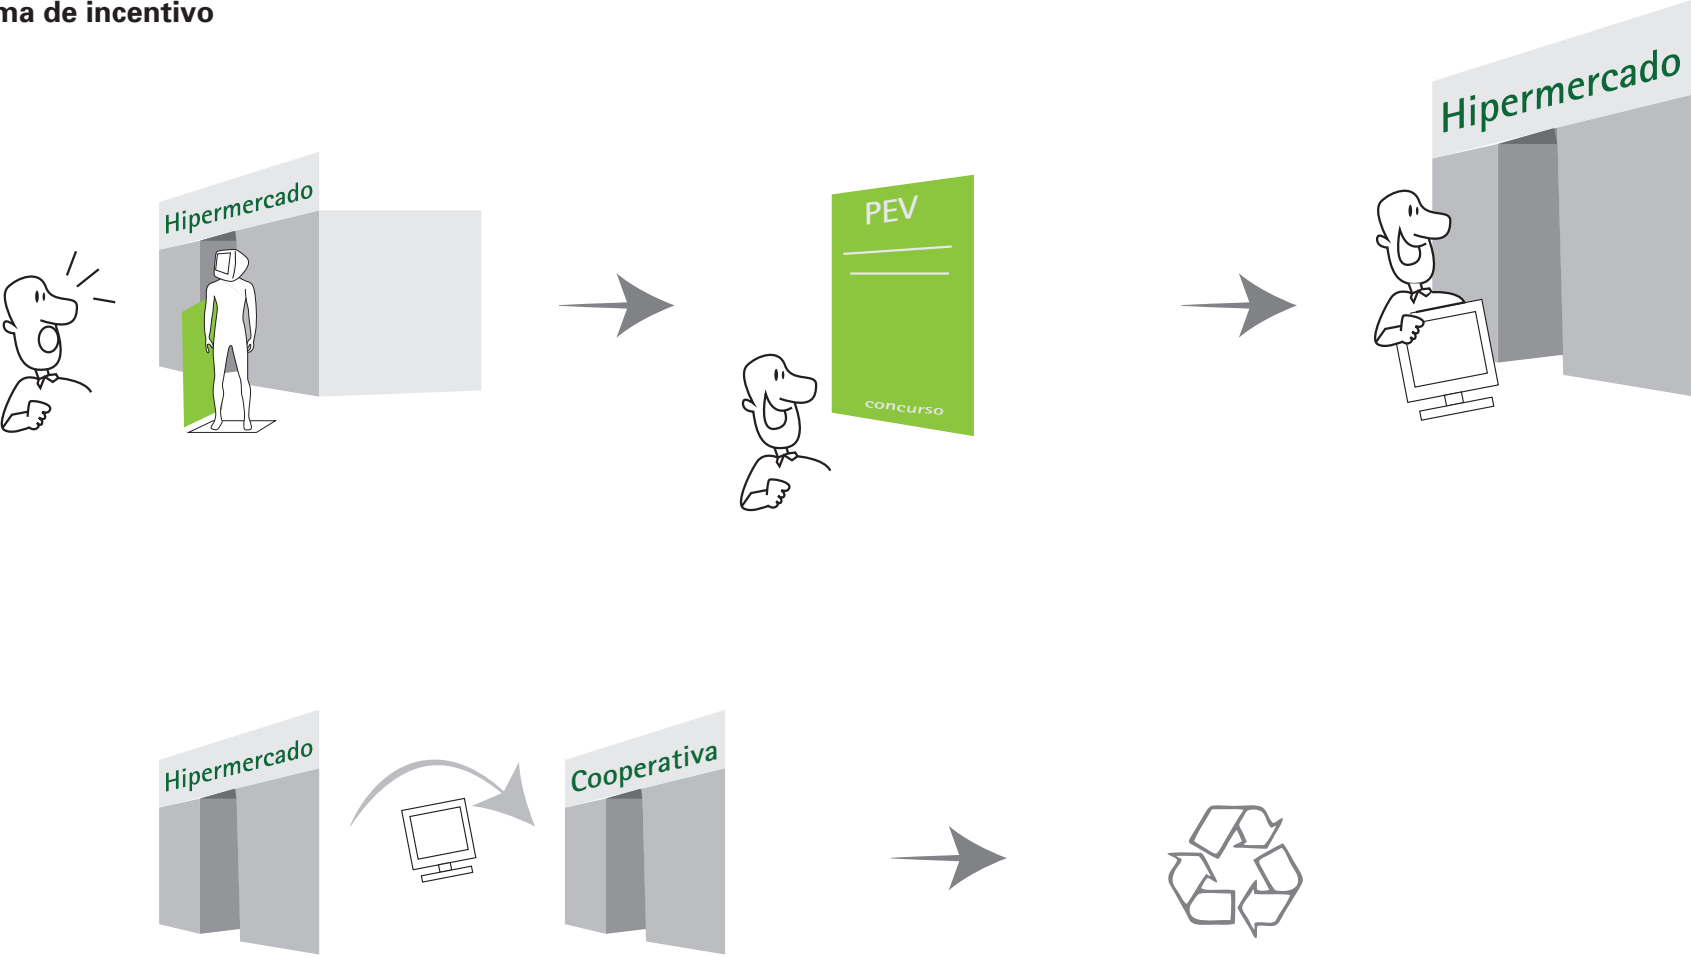 ma de incentivo
Hipermercado
PEV
concurso
Hipermercado
Hipermercado
Cooperativa